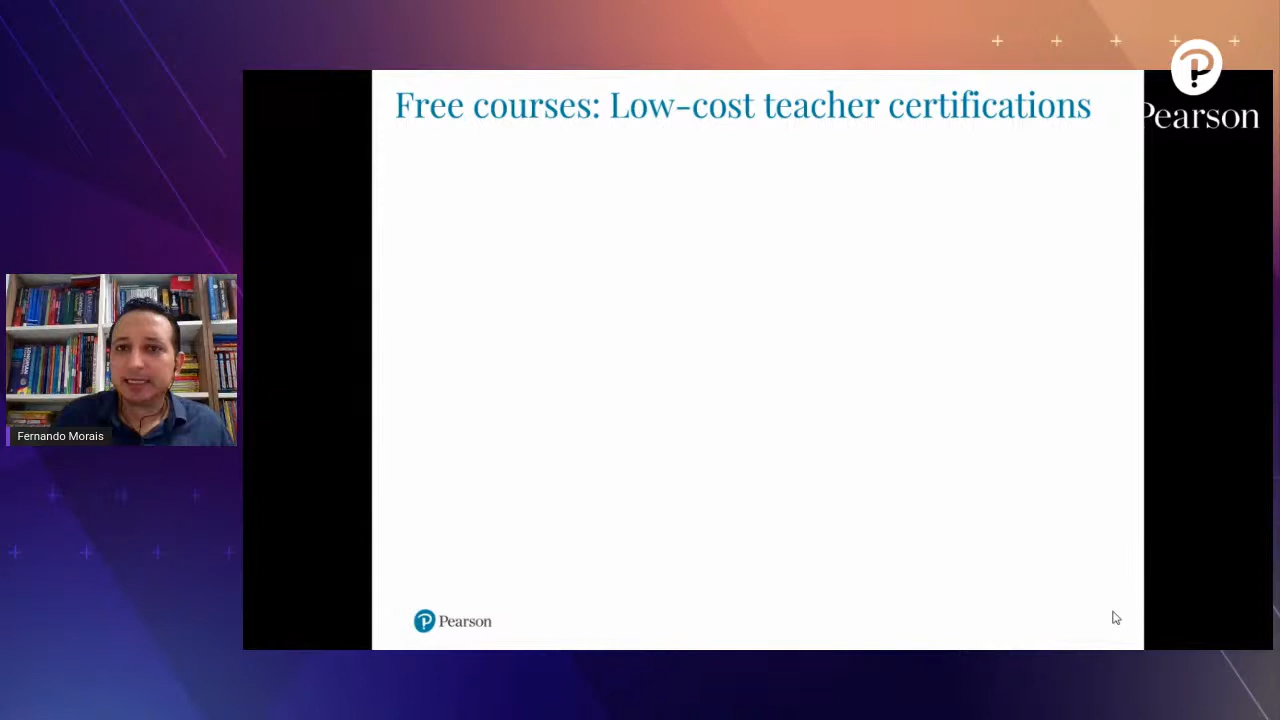 Free courses: Low-cost teacher certifications
Pearson
Fernando Morais
Pearson